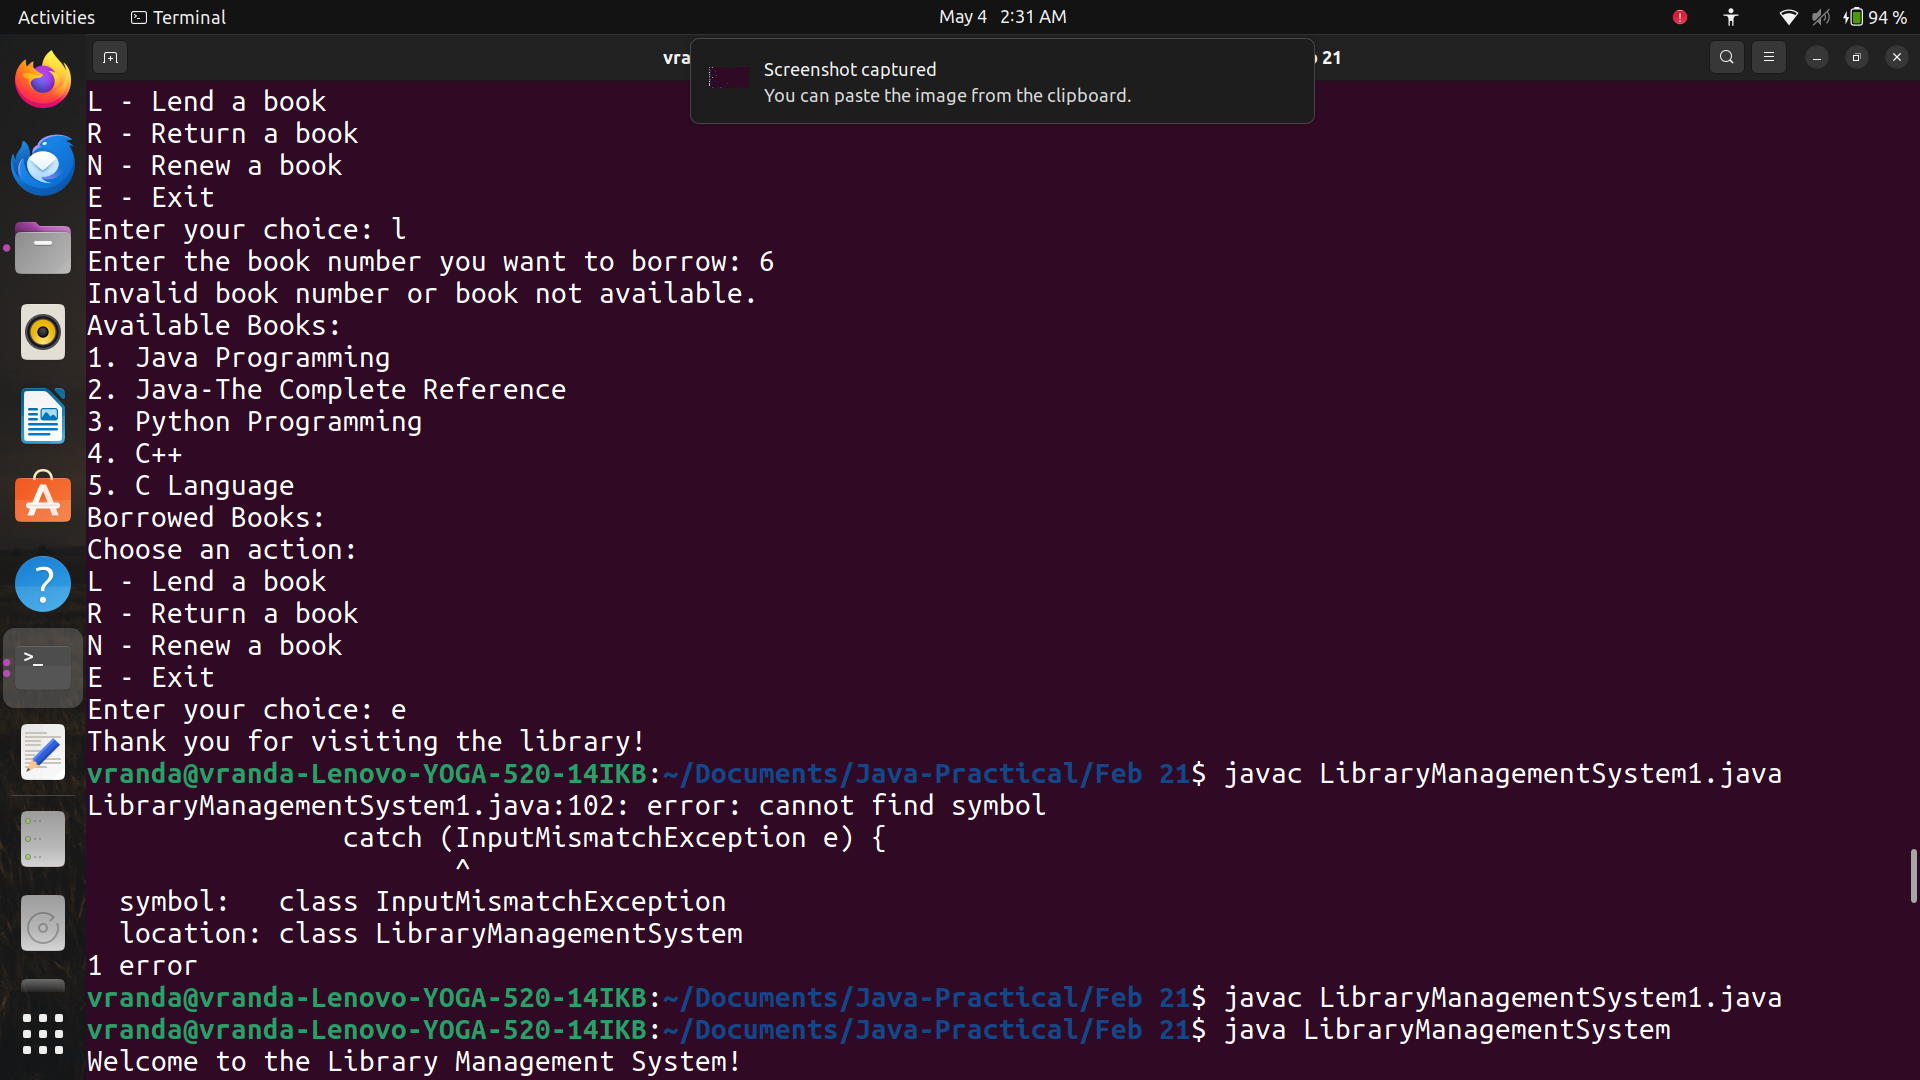 Activities
Terminal
May 4 2:31 AM
94 %
vra
21
Screenshot captured
You can paste the image from the clipboard.
L - Lend a book
R - Return a book
N - Renew a book
E - Exit
Enter your choice: l
Enter the book number you want to borrow: 6
Invalid book number or book not available.
Available Books:
1. Java Programming
2. Java-The Complete Reference
3. Python Programming
4. C++
5. C Language
Borrowed Books:
Choose an action:
L - Lend a book
R - Return a book
N - Renew a book
E - Exit
Enter your choice: e
Thank you for visiting the library!
vranda@vranda-Lenovo-YOGA-520-14IKB:~/Documents/Java-Practical/Feb 21$ javac LibraryManagementSystem1.java
LibraryManagementSystem1.java:102: error: cannot find symbol
catch (InputMismatchException e) {
^
symbol: class InputMismatchException
location: class LibraryManagementSystem
1 error
vranda@vranda-Lenovo-YOGA-520-14IKB:~/Documents/Java-Practical/Feb 21$ javac LibraryManagementSystem1.java
vranda@vranda-Lenovo-YOGA-520-14IKB:~/Documents/Java-Practical/Feb 21$ java LibraryManagementSystem
Welcome to the Library Management System!